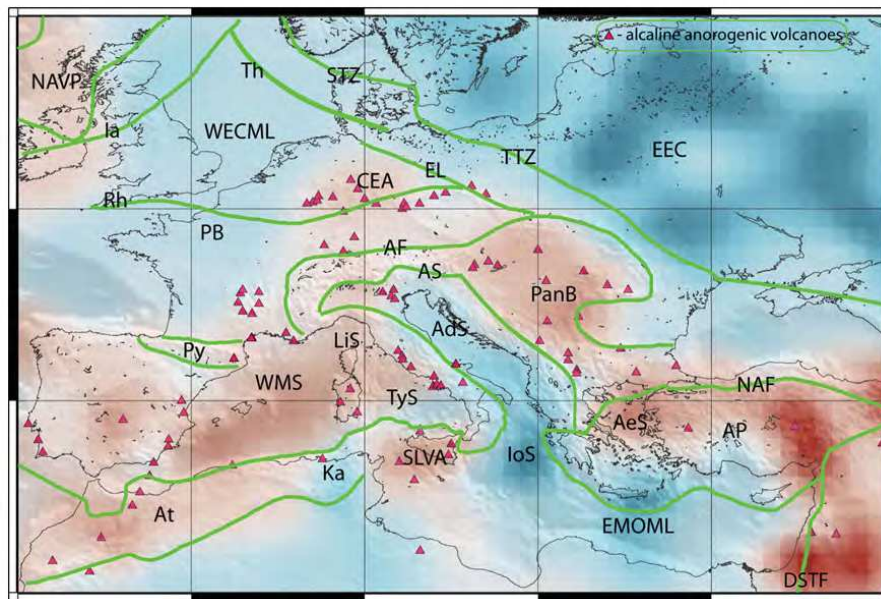 - alcaline anorogenic volcanoes
NAVP
Th
STZ
Ia
WECML
TTZ
EEC
CEA
EL
Rh
PB
AF
AS
PanB
AdS
Py
LiS
WMS
TyS
NAF
AeS
AP
IoS
SLVA
Ka
At
EMOML
DSTF